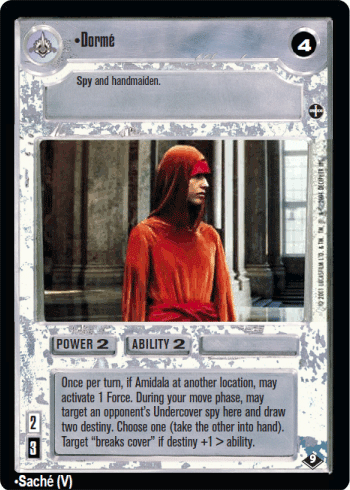 •Dormé
4
Spy and handmaiden.
POWER 2
ABILITY 2
Once per turn, if Amidala at another location, may
activate 1 Force. During your move phase, may
target an opponent's Undercover spy here and draw
two destiny. Choose one (take the other into hand).
Target "breaks cover" if destiny +1 > ability.
2
3
9
•Saché (V)